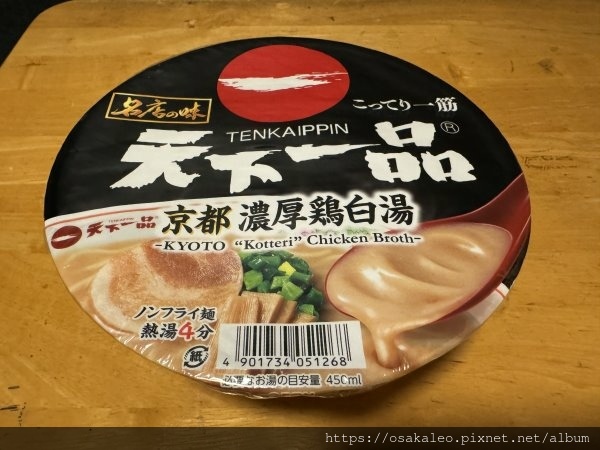 名店の味
こってり一筋
TENKAIPPIN
天下一品®
TENKAIPPIN
天下一品®
京都 濃厚鶏白湯
-KYOTO "Kotteri" Chicken Broth-
ノンフライ麺
熱湯4分
紙
4 901734 051268
必要なお湯の目安量 450ml
https://osakaleo.pixnet.net/album